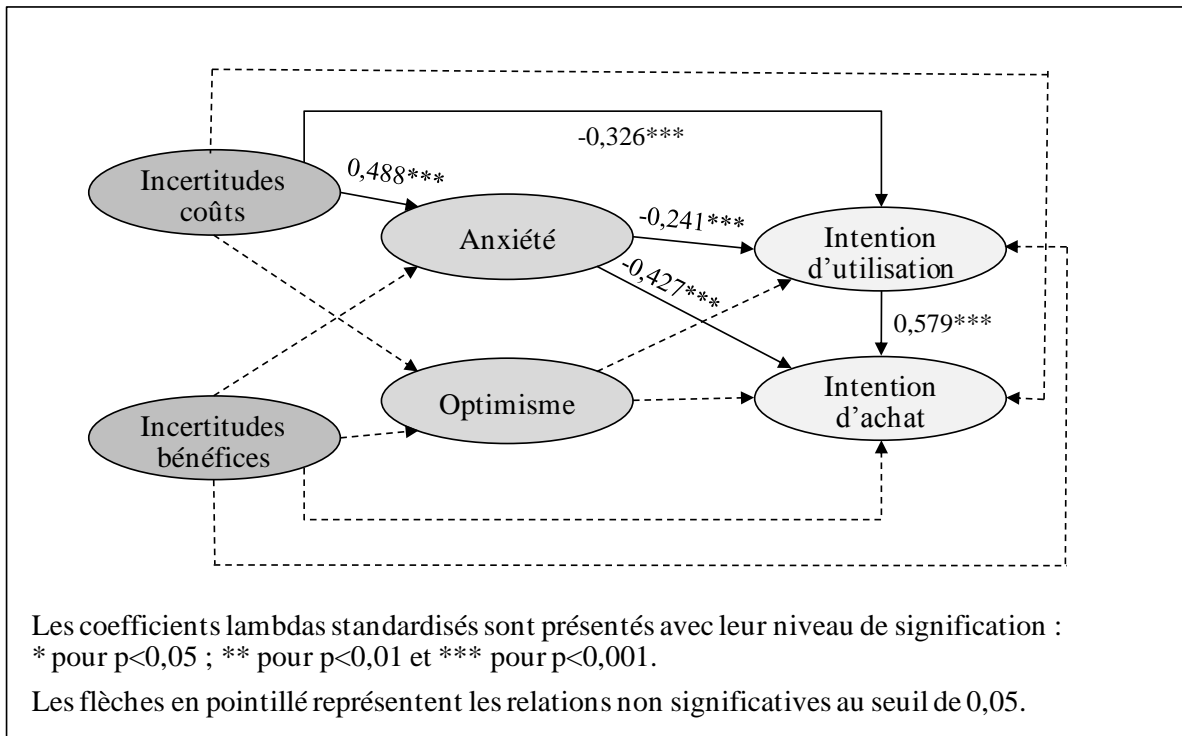 -0,326***
Incertitudes
coûts
0,488***
Anxiété
-0,241***
Intention
d'utilisation
-0,427***
0,579***
Optimisme
Intention
d'achat
Incertitudes
bénéfices
Les coefficients lambdas standardisés sont présentés avec leur niveau de signification :
* pour p<0,05 ; ** pour p<0,01 et *** pour p<0,001.
Les flèches en pointillé représentent les relations non significatives au seuil de 0,05.